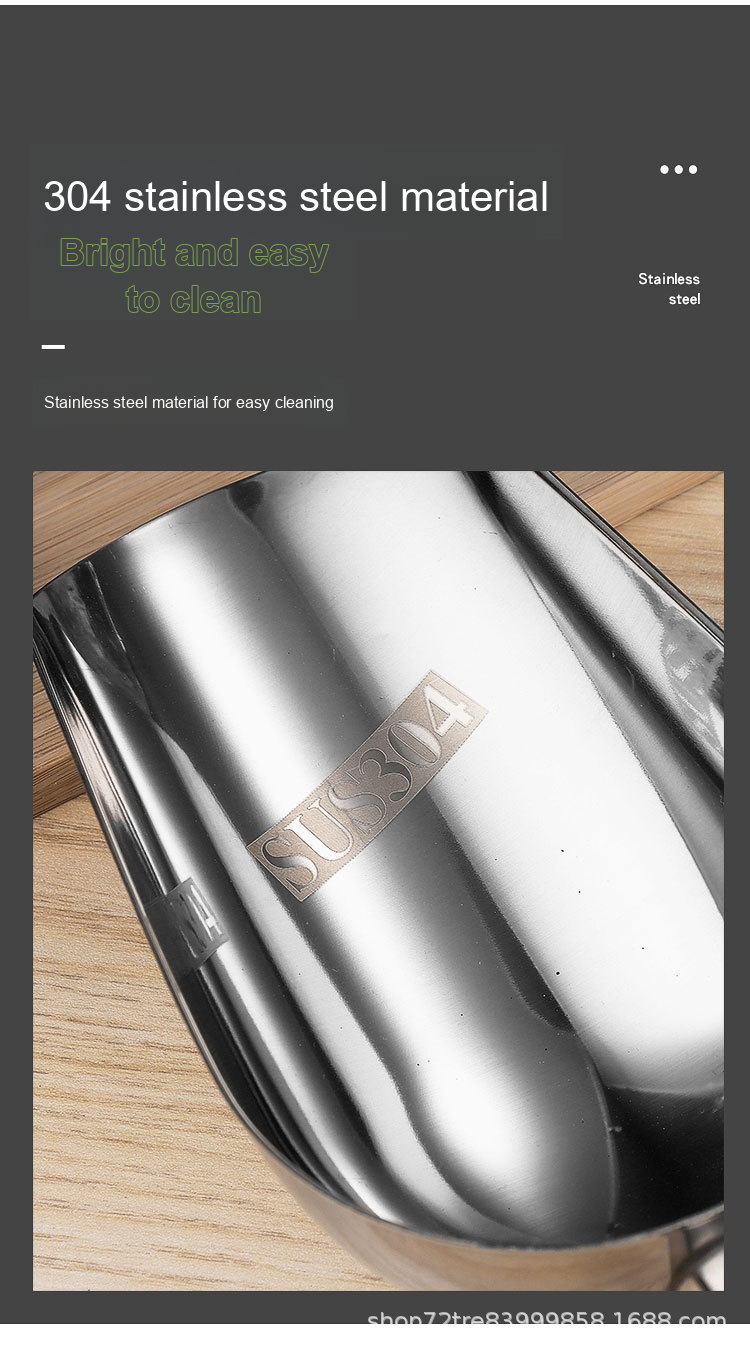 304 stainless steel material
Bright and easy
to clean
Stainless
steel
Stainless steel material for easy cleaning
SUS304
shop72tre83999858.1688.com